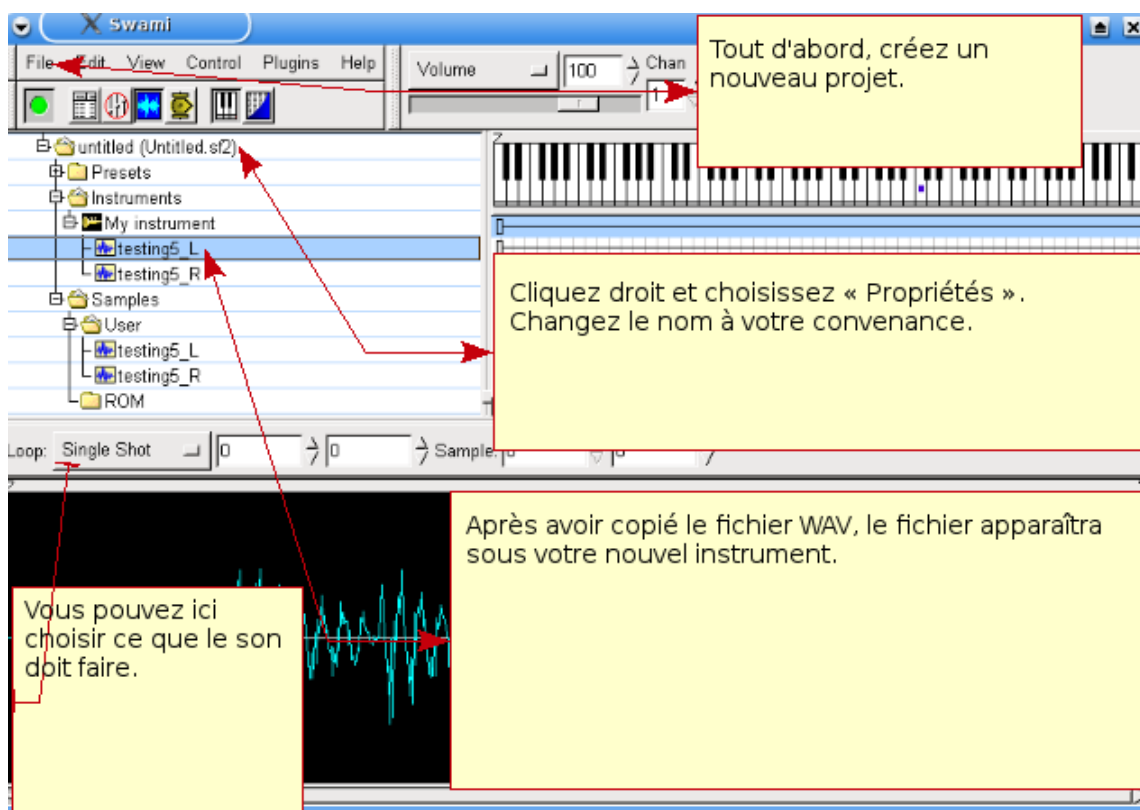 Swami
File Edit View Control Plugins Help
Volume 100 Chan
1
Tout d'abord, créez un
nouveau projet.
untitled (Untitled.sf2)
Presets
Instruments
My instrument
testing5_L
testing5_R
Samples
User
testing5_L
testing5_R
ROM
Cliquez droit et choisissez « Propriétés ».
Changez le nom à votre convenance.
Loop: Single Shot 0 0 Sample: 0 0
Après avoir copié le fichier WAV, le fichier apparaîtra
sous votre nouvel instrument.
Vous pouvez ici
choisir ce que le son
doit faire.